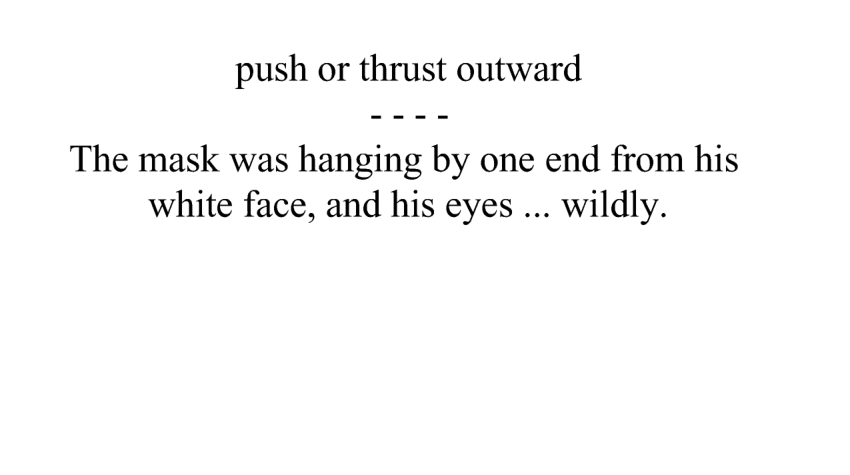 push or thrust outward
- - - -
The mask was hanging by one end from his
white face, and his eyes ... wildly.